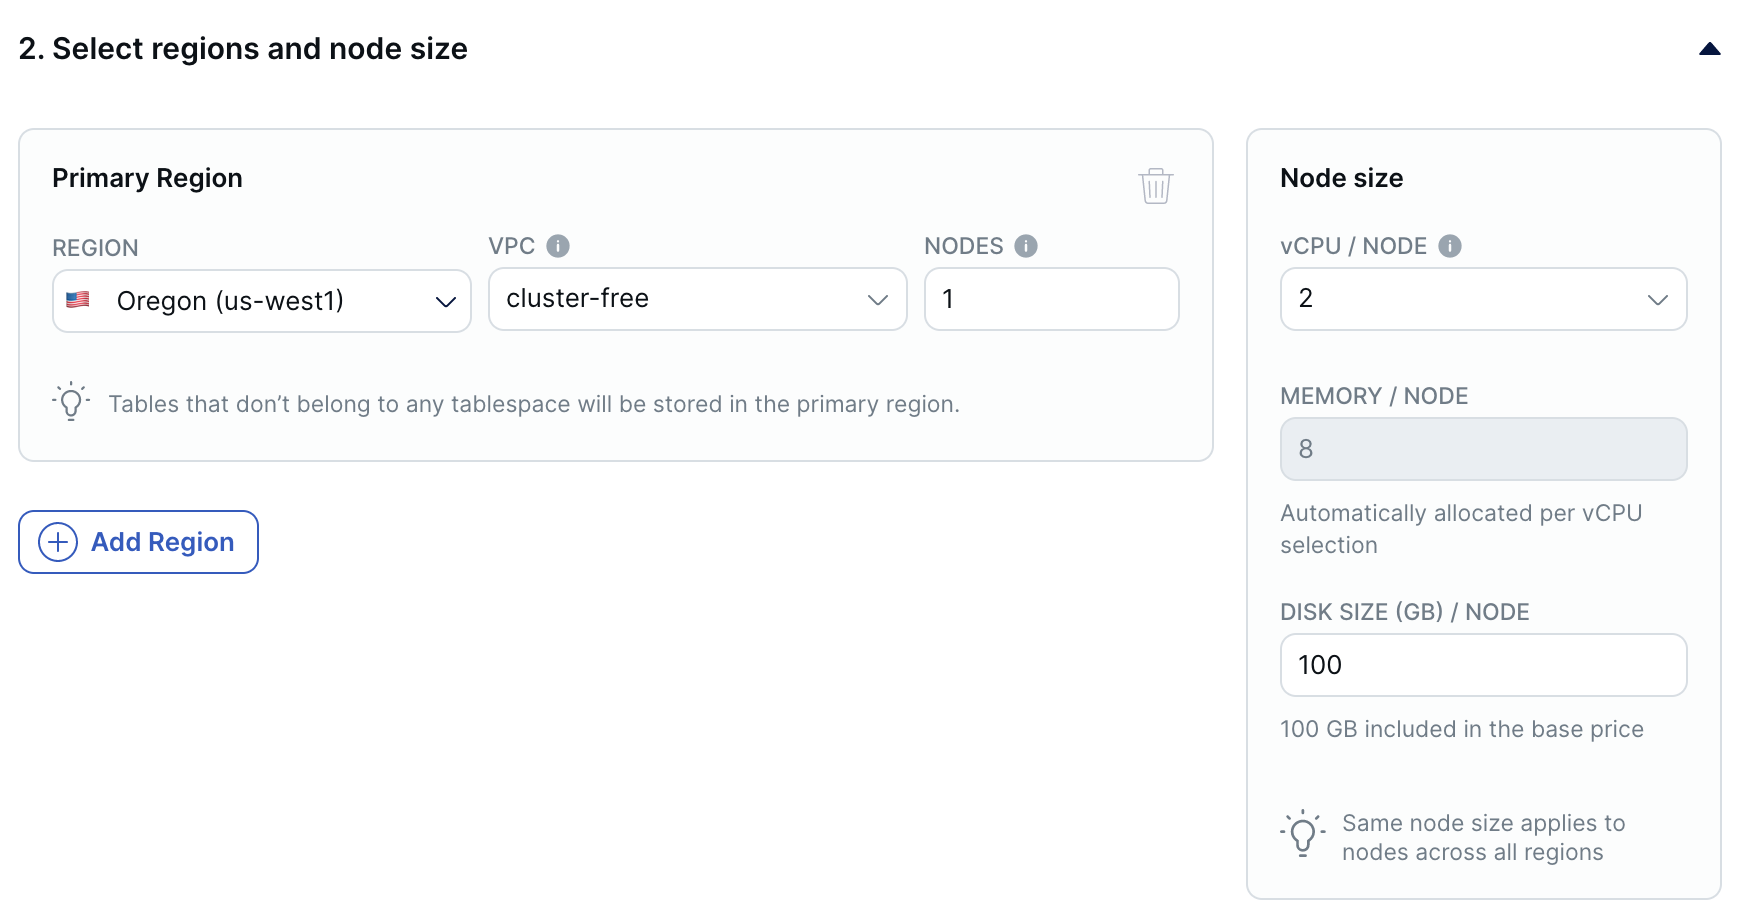 2. Select regions and node size
Primary Region
REGION
Oregon (us-west1)
VPC
cluster-free
NODES
1
Tables that don’t belong to any tablespace will be stored in the primary region.
Add Region
Node size
vCPU / NODE
2
MEMORY / NODE
8
Automatically allocated per vCPU
selection
DISK SIZE (GB) / NODE
100
100 GB included in the base price
Same node size applies to
nodes across all regions